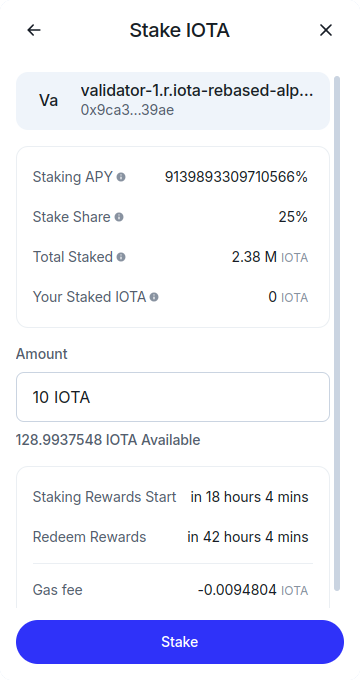 Stake IOTA
Va
validator-1.r.iota-rebased-alp...
0x9ca3...39ae
Staking APY 9139893309710566%
Stake Share 25%
Total Staked 2.38 M IOTA
Your Staked IOTA 0 IOTA
Amount
10 IOTA
128.9937548 IOTA Available
Staking Rewards Start in 18 hours 4 mins
Redeem Rewards in 42 hours 4 mins
Gas fee -0.0094804 IOTA
Stake